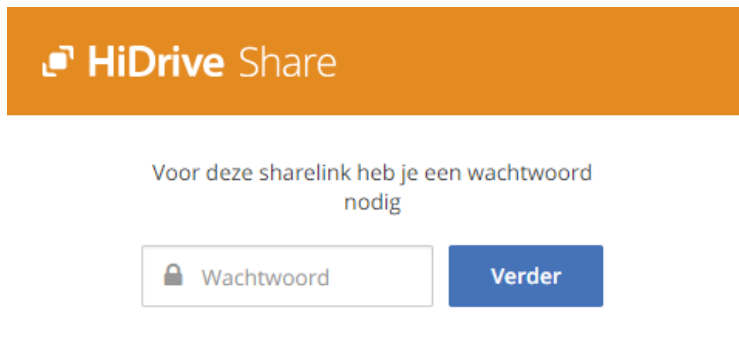 HiDrive Share
Voor deze sharelink heb je een wachtwoord
nodig
Wachtwoord
Verder